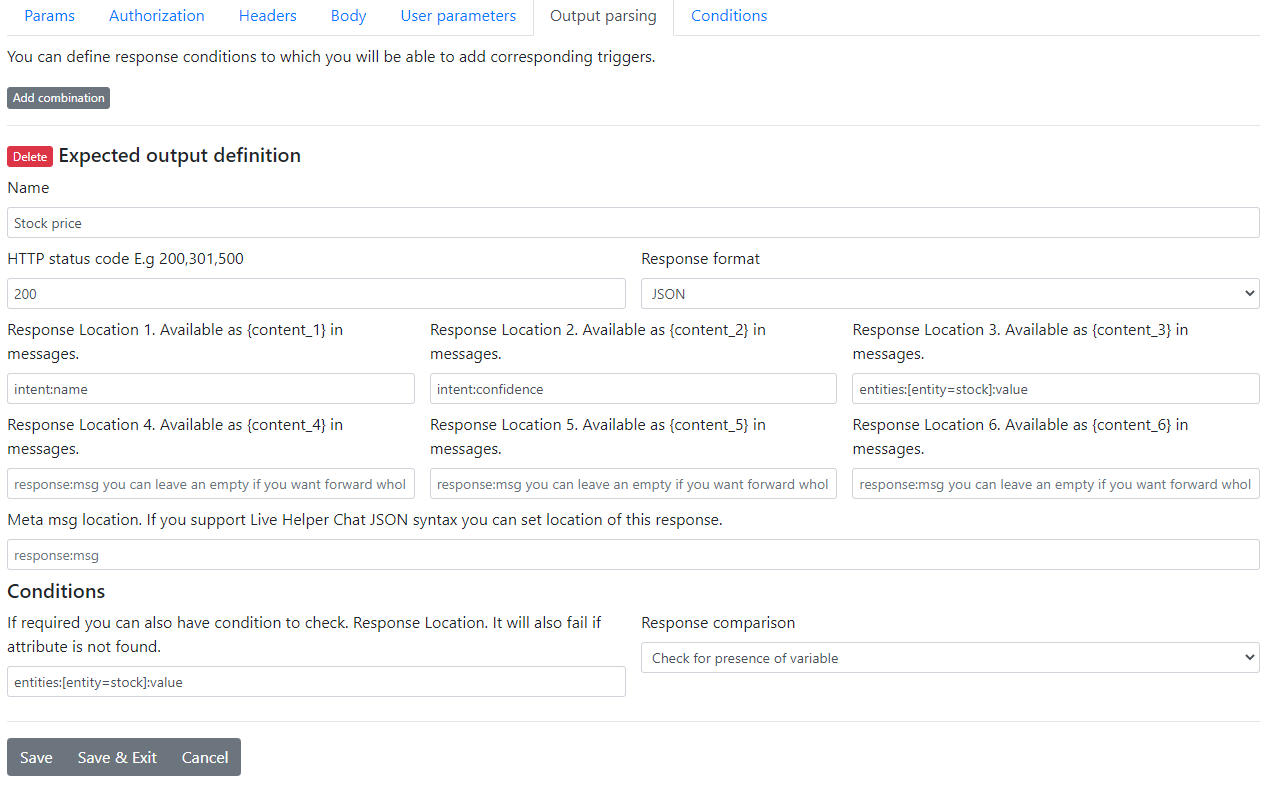 Params Authorization Headers Body User parameters Output parsing Conditions
You can define response conditions to which you will be able to add corresponding triggers.
Add combination
Delete Expected output definition
Name
Stock price
HTTP status code E.g 200,301,500 Response format
200 JSON
Response Location 1. Available as {content_1} in Response Location 2. Available as {content_2} in Response Location 3. Available as {content_3} in
messages. messages. messages.
intent:name intent:confidence entities:[entity=stock]:value
Response Location 4. Available as {content_4} in Response Location 5. Available as {content_5} in Response Location 6. Available as {content_6} in
messages. messages. messages.
response:msg you can leave an empty if you want forward whol response:msg you can leave an empty if you want forward whol response:msg you can leave an empty if you want forward whol
Meta msg location. If you support Live Helper Chat JSON syntax you can set location of this response.
response:msg
Conditions
If required you can also have condition to check. Response Location. It will also fail if Response comparison
attribute is not found.
Check for presence of variable
entities:[entity=stock]:value
Save Save & Exit Cancel